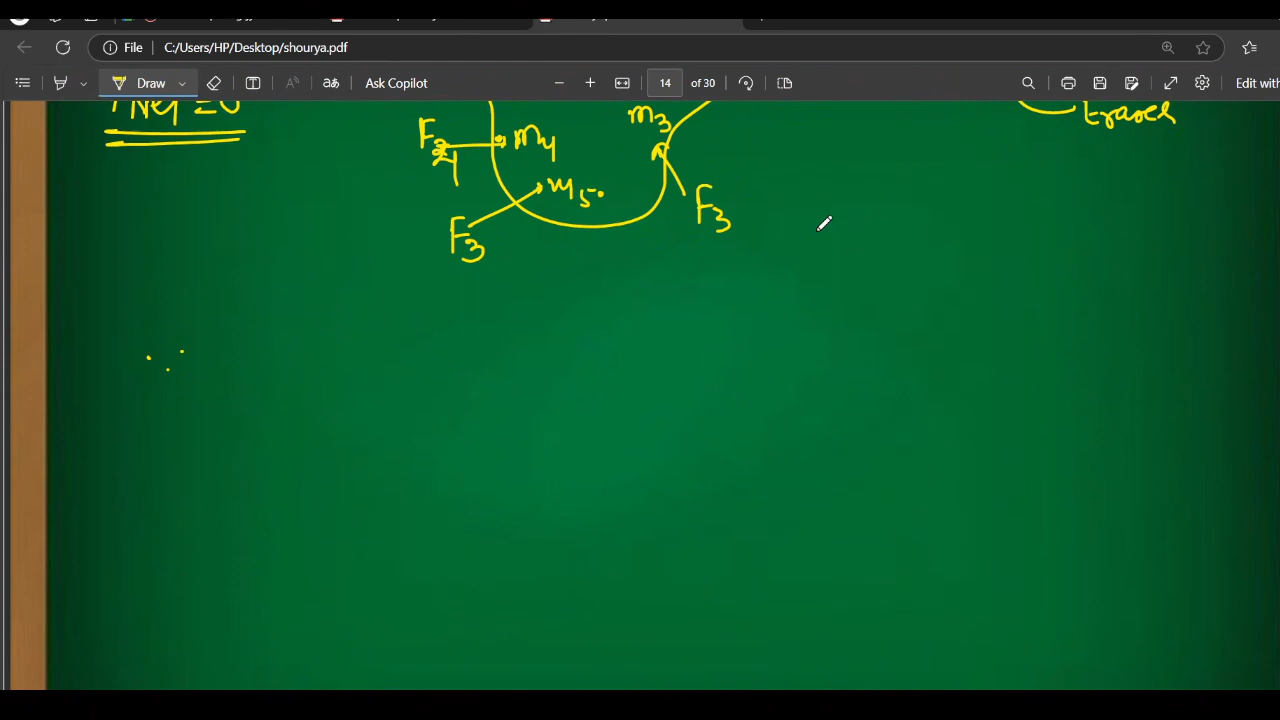 File C:/Users/HP/Desktop/shourya.pdf
Draw Ask Copilot 14 of 30 Edit with
m3
F2 m4
m5
F3
F3